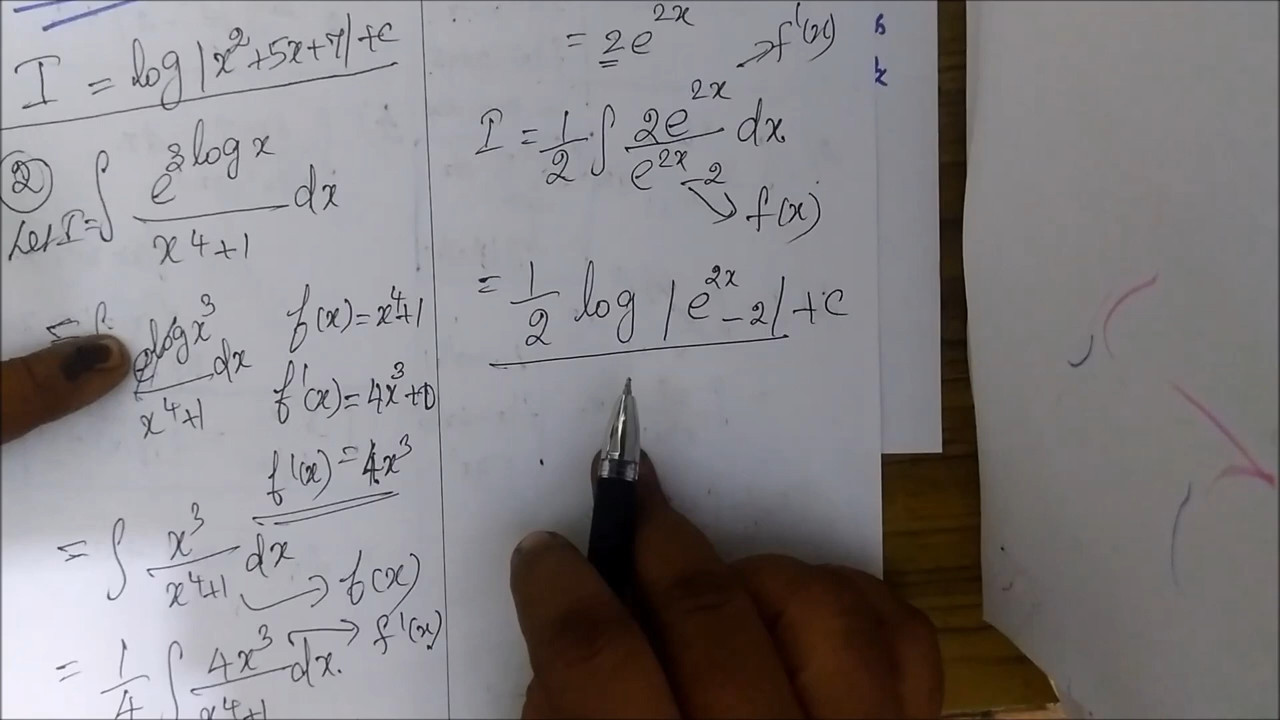 I = log|x²+5x+7|+c
② Let I = ∫ e^(3 log x)/(x⁴+1) dx
= ∫ e^(log x³)/(x⁴+1) dx
f(x) = x⁴+1
f'(x) = 4x³+0
f'(x) = 4x³
= ∫ x³/(x⁴+1) dx → f(x)
= 1/4 ∫ 4x³/(x⁴+1) dx. → f'(x)
= 2e^(2x)
→ f'(x)
I = 1/2 ∫ 2e^(2x)/(e^(2x)-2) dx
→ f(x)
= 1/2 log|e^(2x)-2|+c